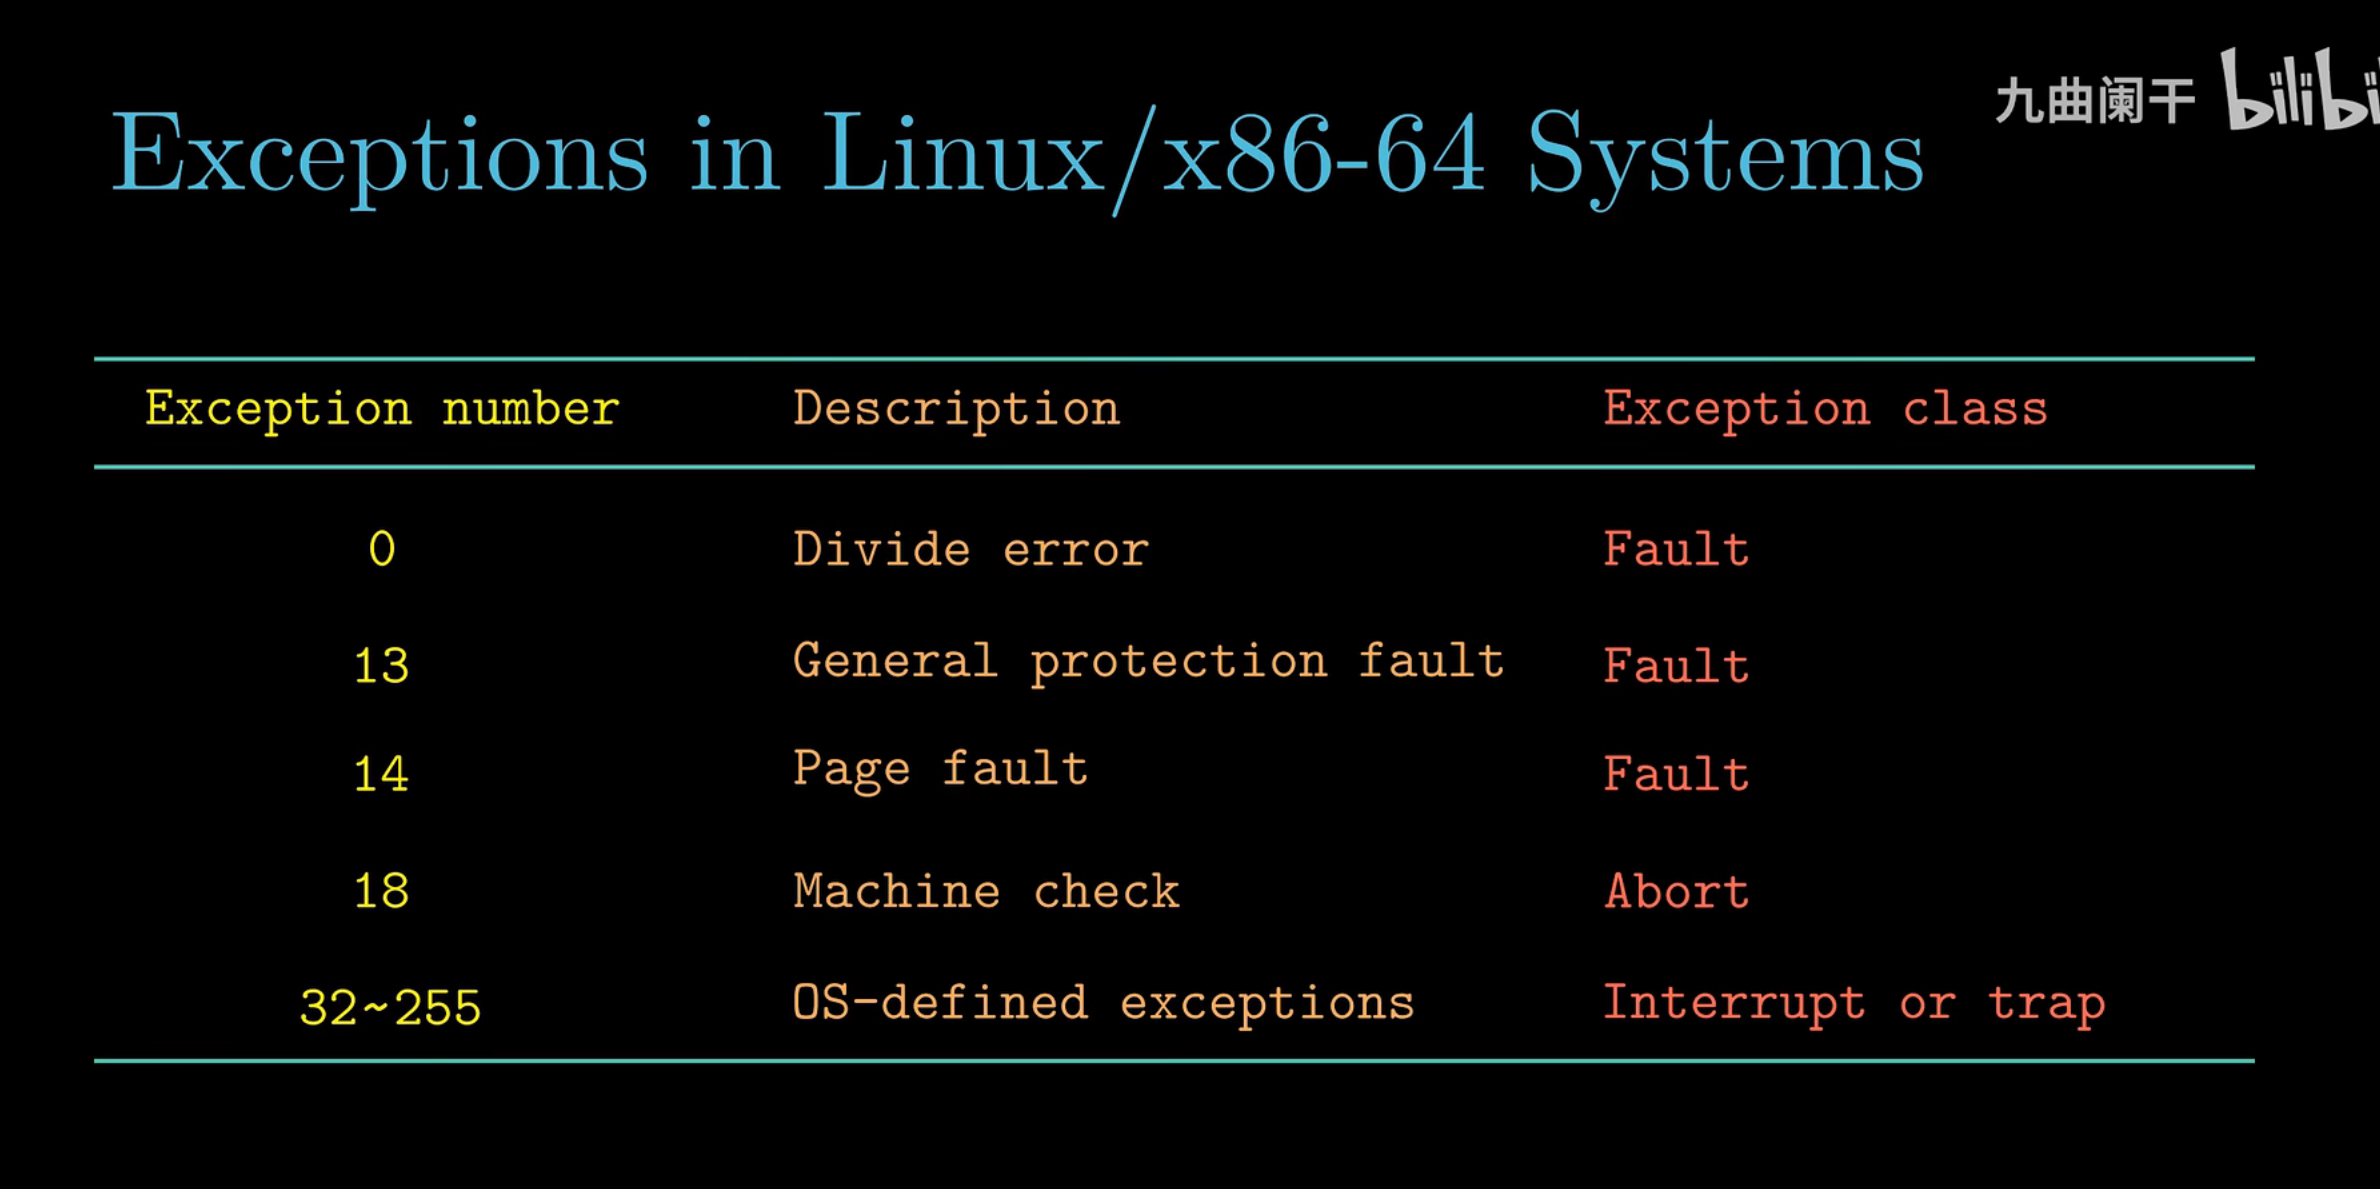 九曲阑干 bilibi
Exceptions in Linux/x86-64 Systems
Exception number Description Exception class
0 Divide error Fault
13 General protection fault Fault
14 Page fault Fault
18 Machine check Abort
32~255 OS-defined exceptions Interrupt or trap